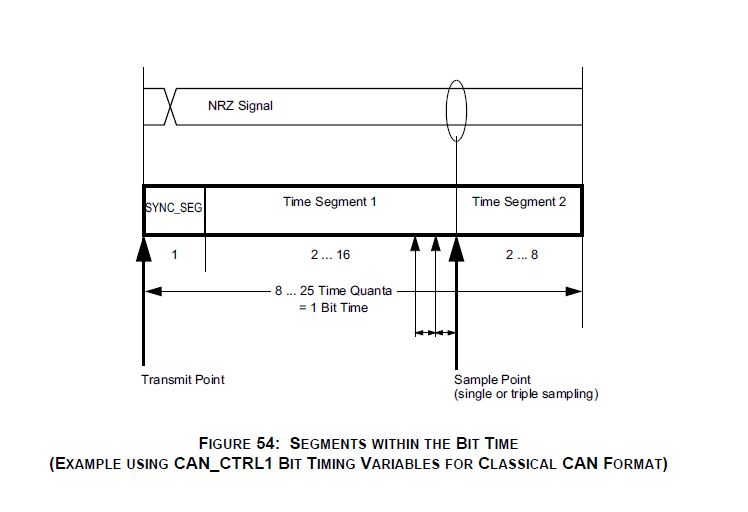 NRZ Signal
SYNC_SEG
Time Segment 1
Time Segment 2
1
2 ... 16
2 ... 8
8 ... 25 Time Quanta
= 1 Bit Time
Transmit Point
Sample Point
(single or triple sampling)
FIGURE 54: SEGMENTS WITHIN THE BIT TIME
(EXAMPLE USING CAN_CTRL1 BIT TIMING VARIABLES FOR CLASSICAL CAN FORMAT)